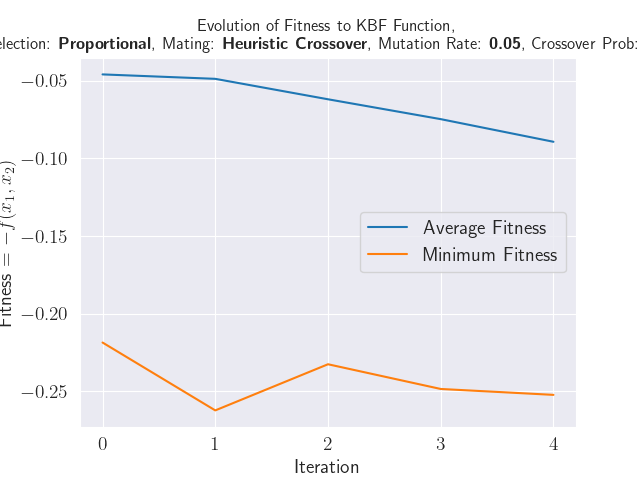 Evolution of Fitness to KBF Function,
election: Proportional, Mating: Heuristic Crossover, Mutation Rate: 0.05, Crossover Prob:
−0.05
−0.10
−0.15
−0.20
−0.25
Fitness = −f(x₁, x₂)
Average Fitness
Minimum Fitness
0 1 2 3 4
Iteration